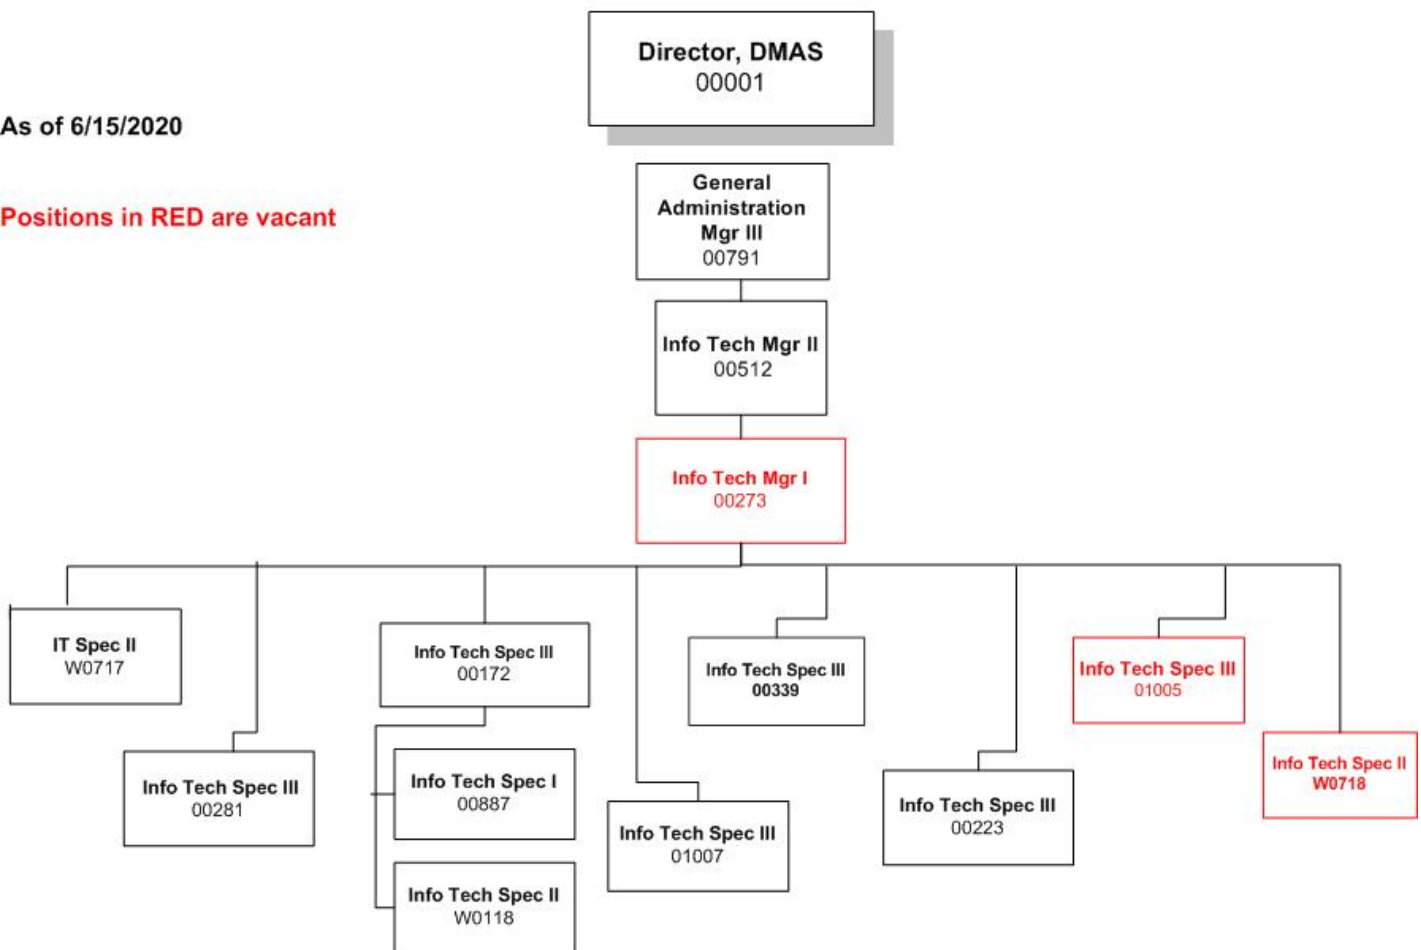 Director, DMAS
00001
As of 6/15/2020
Positions in RED are vacant
General
Administration
Mgr III
00791
Info Tech Mgr II
00512
Info Tech Mgr I
00273
IT Spec II
W0717
Info Tech Spec III
00281
Info Tech Spec III
00172
Info Tech Spec I
00887
Info Tech Spec II
W0118
Info Tech Spec III
01007
Info Tech Spec III
00339
Info Tech Spec III
00223
Info Tech Spec III
01005
Info Tech Spec II
W0718